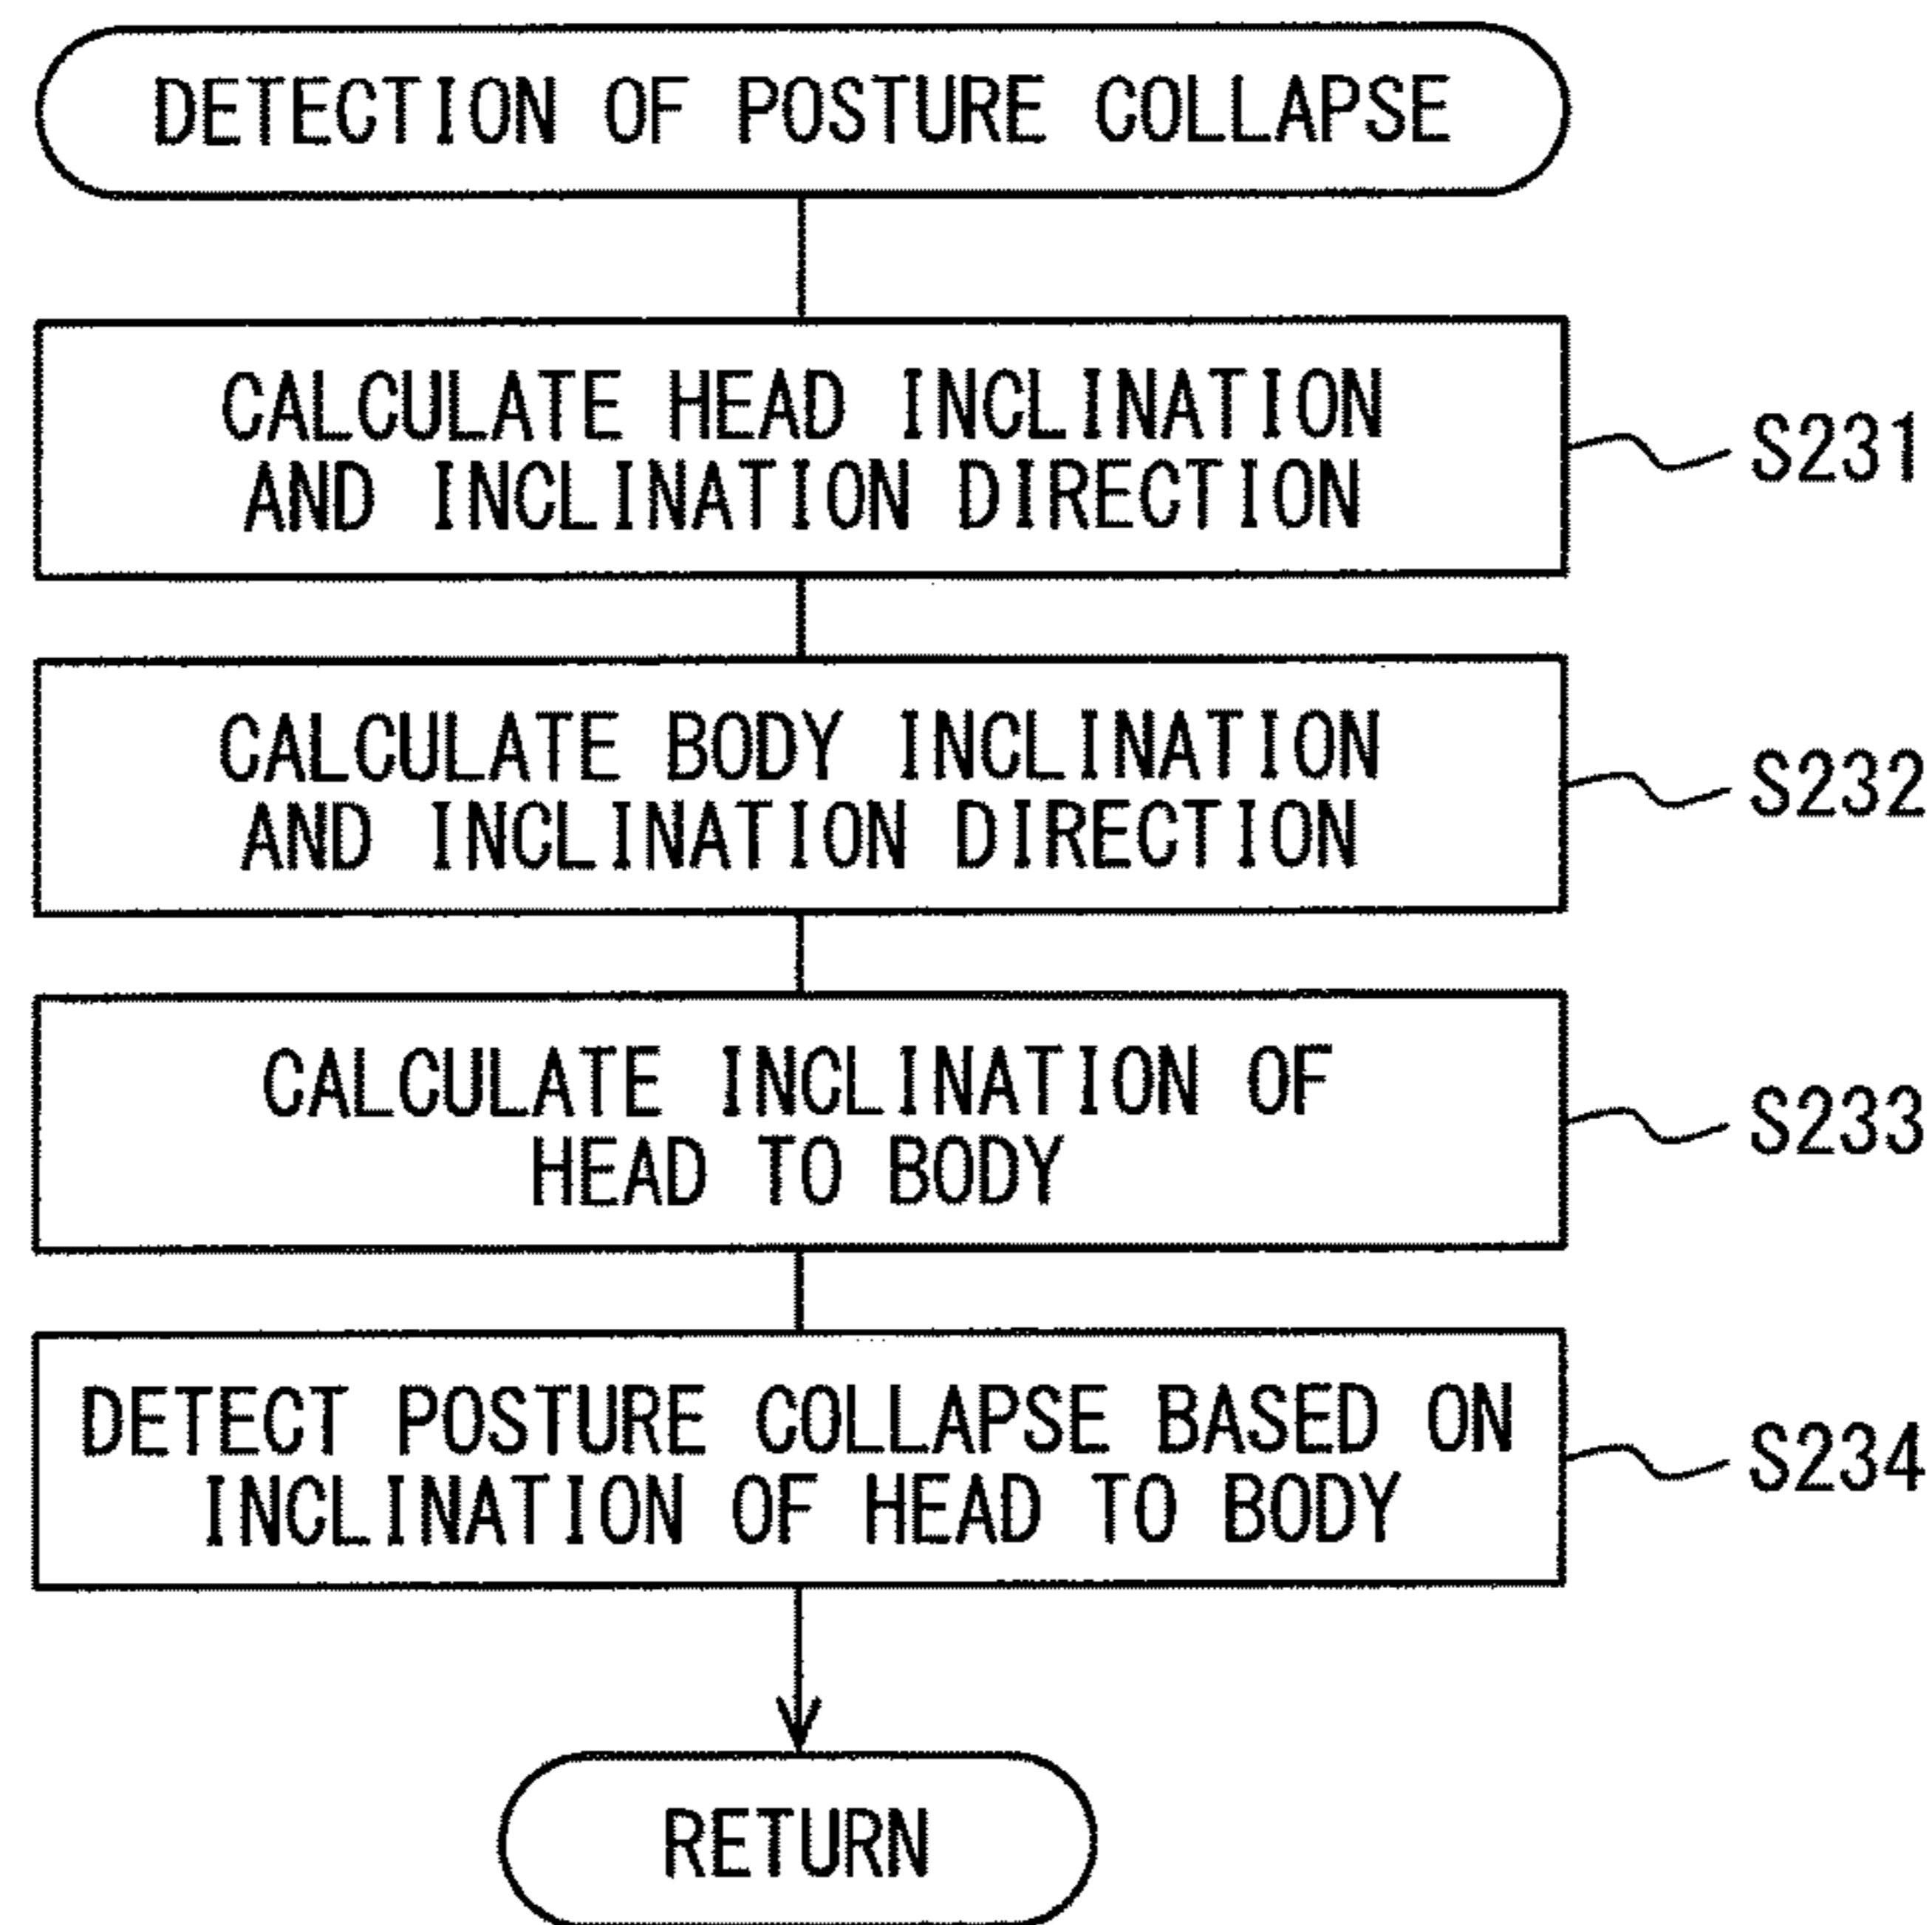 DETECTION OF POSTURE COLLAPSE
CALCULATE HEAD INCLINATION
AND INCLINATION DIRECTION
S231
CALCULATE BODY INCLINATION
AND INCLINATION DIRECTION
S232
CALCULATE INCLINATION OF
HEAD TO BODY
S233
DETECT POSTURE COLLAPSE BASED ON
INCLINATION OF HEAD TO BODY
S234
RETURN